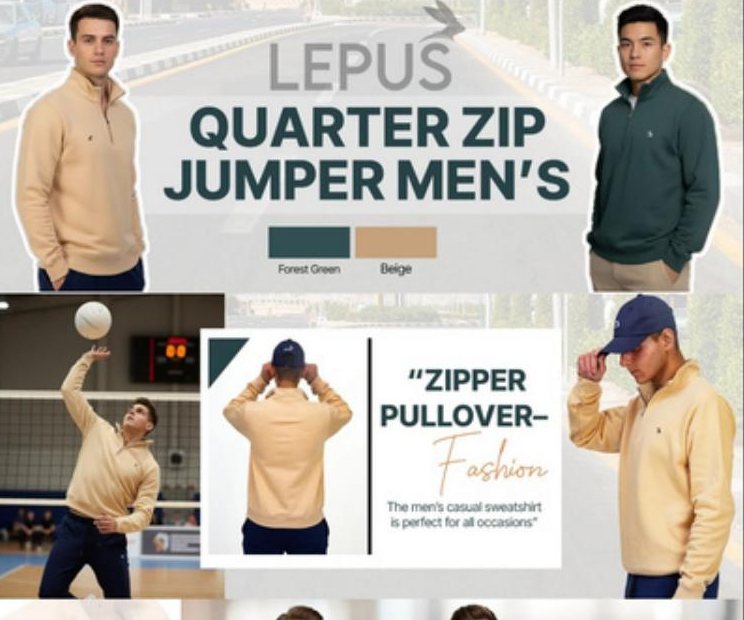 LEPUS
QUARTER ZIP
JUMPER MEN'S
Forest Green
Beige
00
“ZIPPER
PULLOVER–
Fashion
The men's casual sweatshirt
is perfect for all occasions”